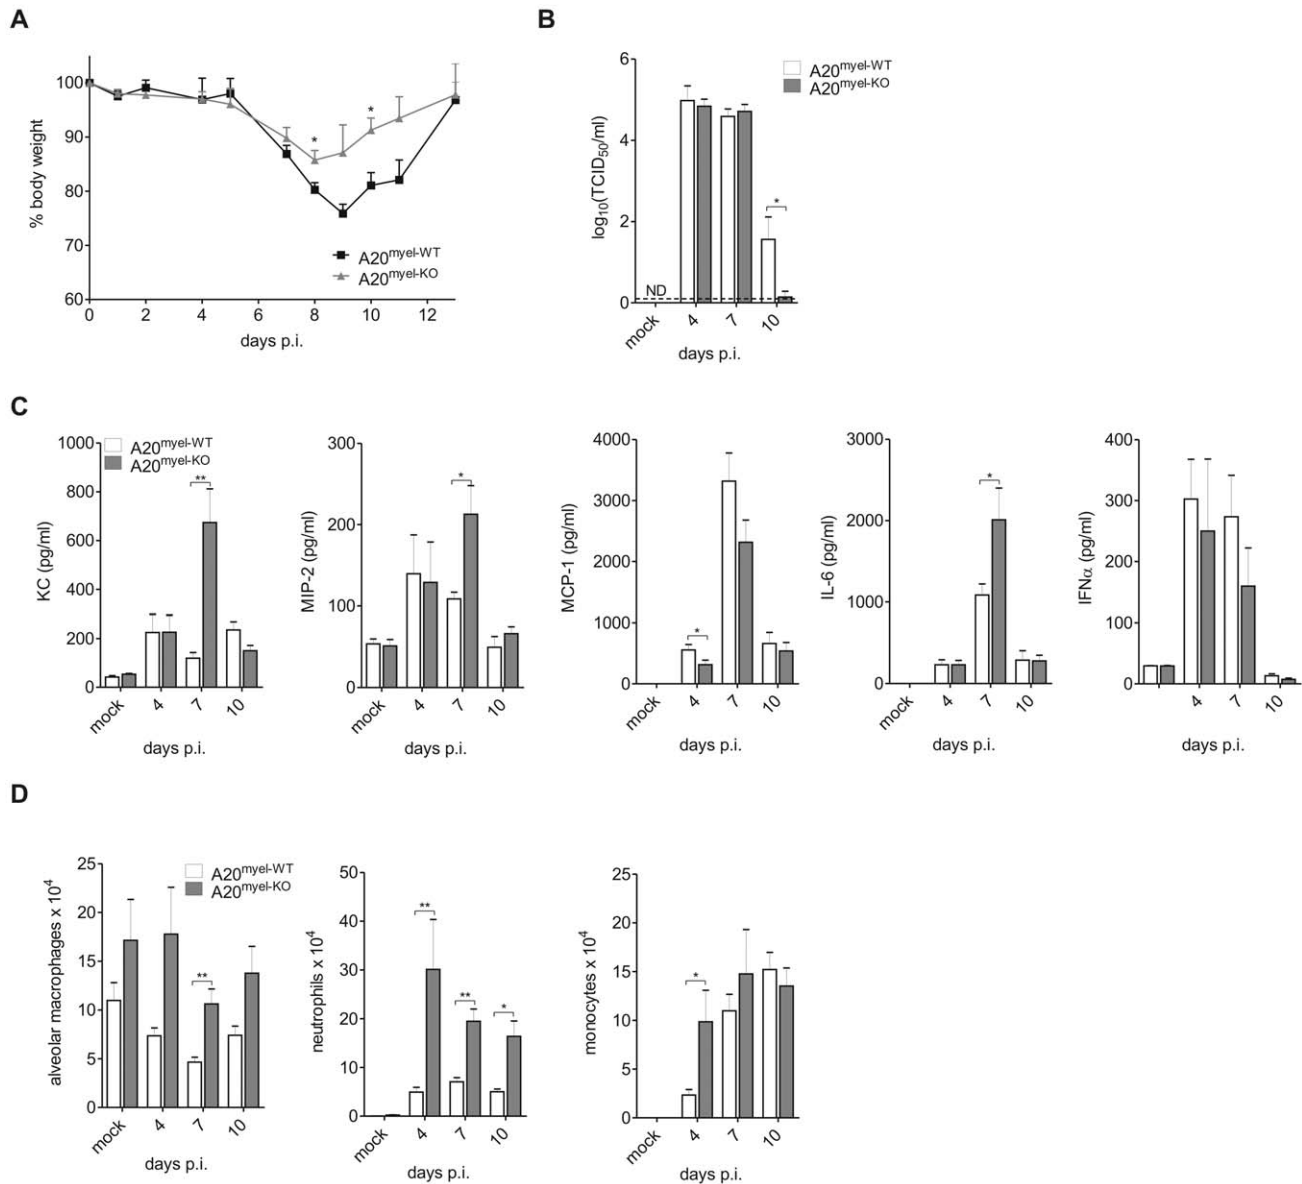 A
% body weight
100
90
80
70
60
0 2 4 6 8 10 12
days p.i.
* *
A20myel-WT
A20myel-KO
B
log10(TCID50/ml)
6
4
2
0
ND
*
mock 4 7 10
days p.i.
A20myel-WT
A20myel-KO
C
KC (pg/ml)
1000
800
600
400
200
0
A20myel-WT
A20myel-KO
**
mock 4 7 10
days p.i.
MIP-2 (pg/ml)
300
200
100
0
*
mock 4 7 10
days p.i.
MCP-1 (pg/ml)
4000
3000
2000
1000
0
*
mock 4 7 10
days p.i.
IL-6 (pg/ml)
3000
2000
1000
0
*
mock 4 7 10
days p.i.
IFNα (pg/ml)
400
300
200
100
0
4 7 10
days p.i.
D
alveolar macrophages x 104
25
20
15
10
5
0
A20myel-WT
A20myel-KO
**
mock 4 7 10
days p.i.
neutrophils x 104
50
40
30
20
10
0
** ** *
mock 4 7 10
days p.i.
monocytes x 104
25
20
15
10
5
0
*
mock 4 7 10
days p.i.